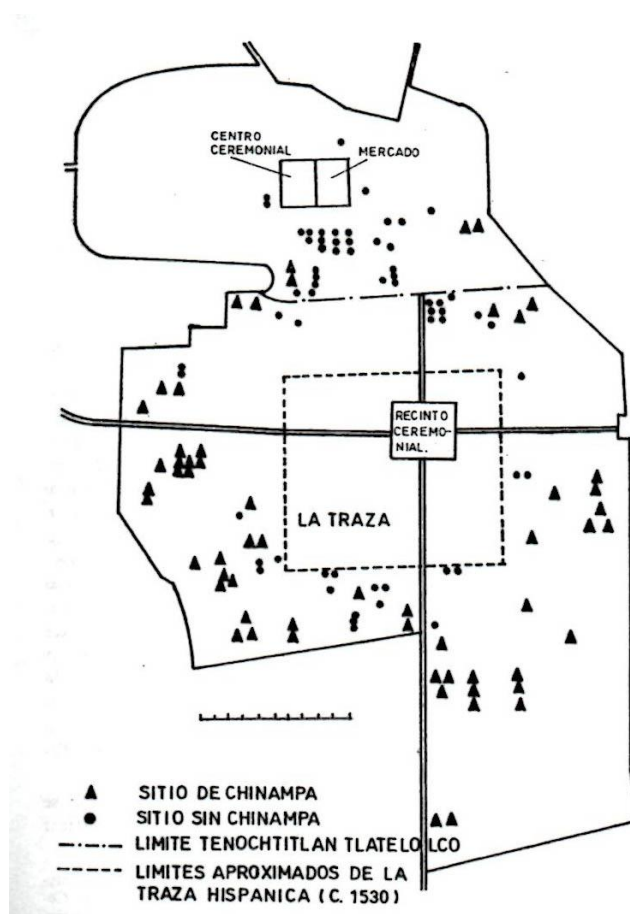 CENTRO
CEREMONIAL
MERCADO
RECINTO
CEREMO-
NIAL.
LA TRAZA
SITIO DE CHINAMPA
SITIO SIN CHINAMPA
LIMITE TENOCHTITLAN TLATELOLCO
LIMITES APROXIMADOS DE LA
TRAZA HISPANICA (C. 1530)